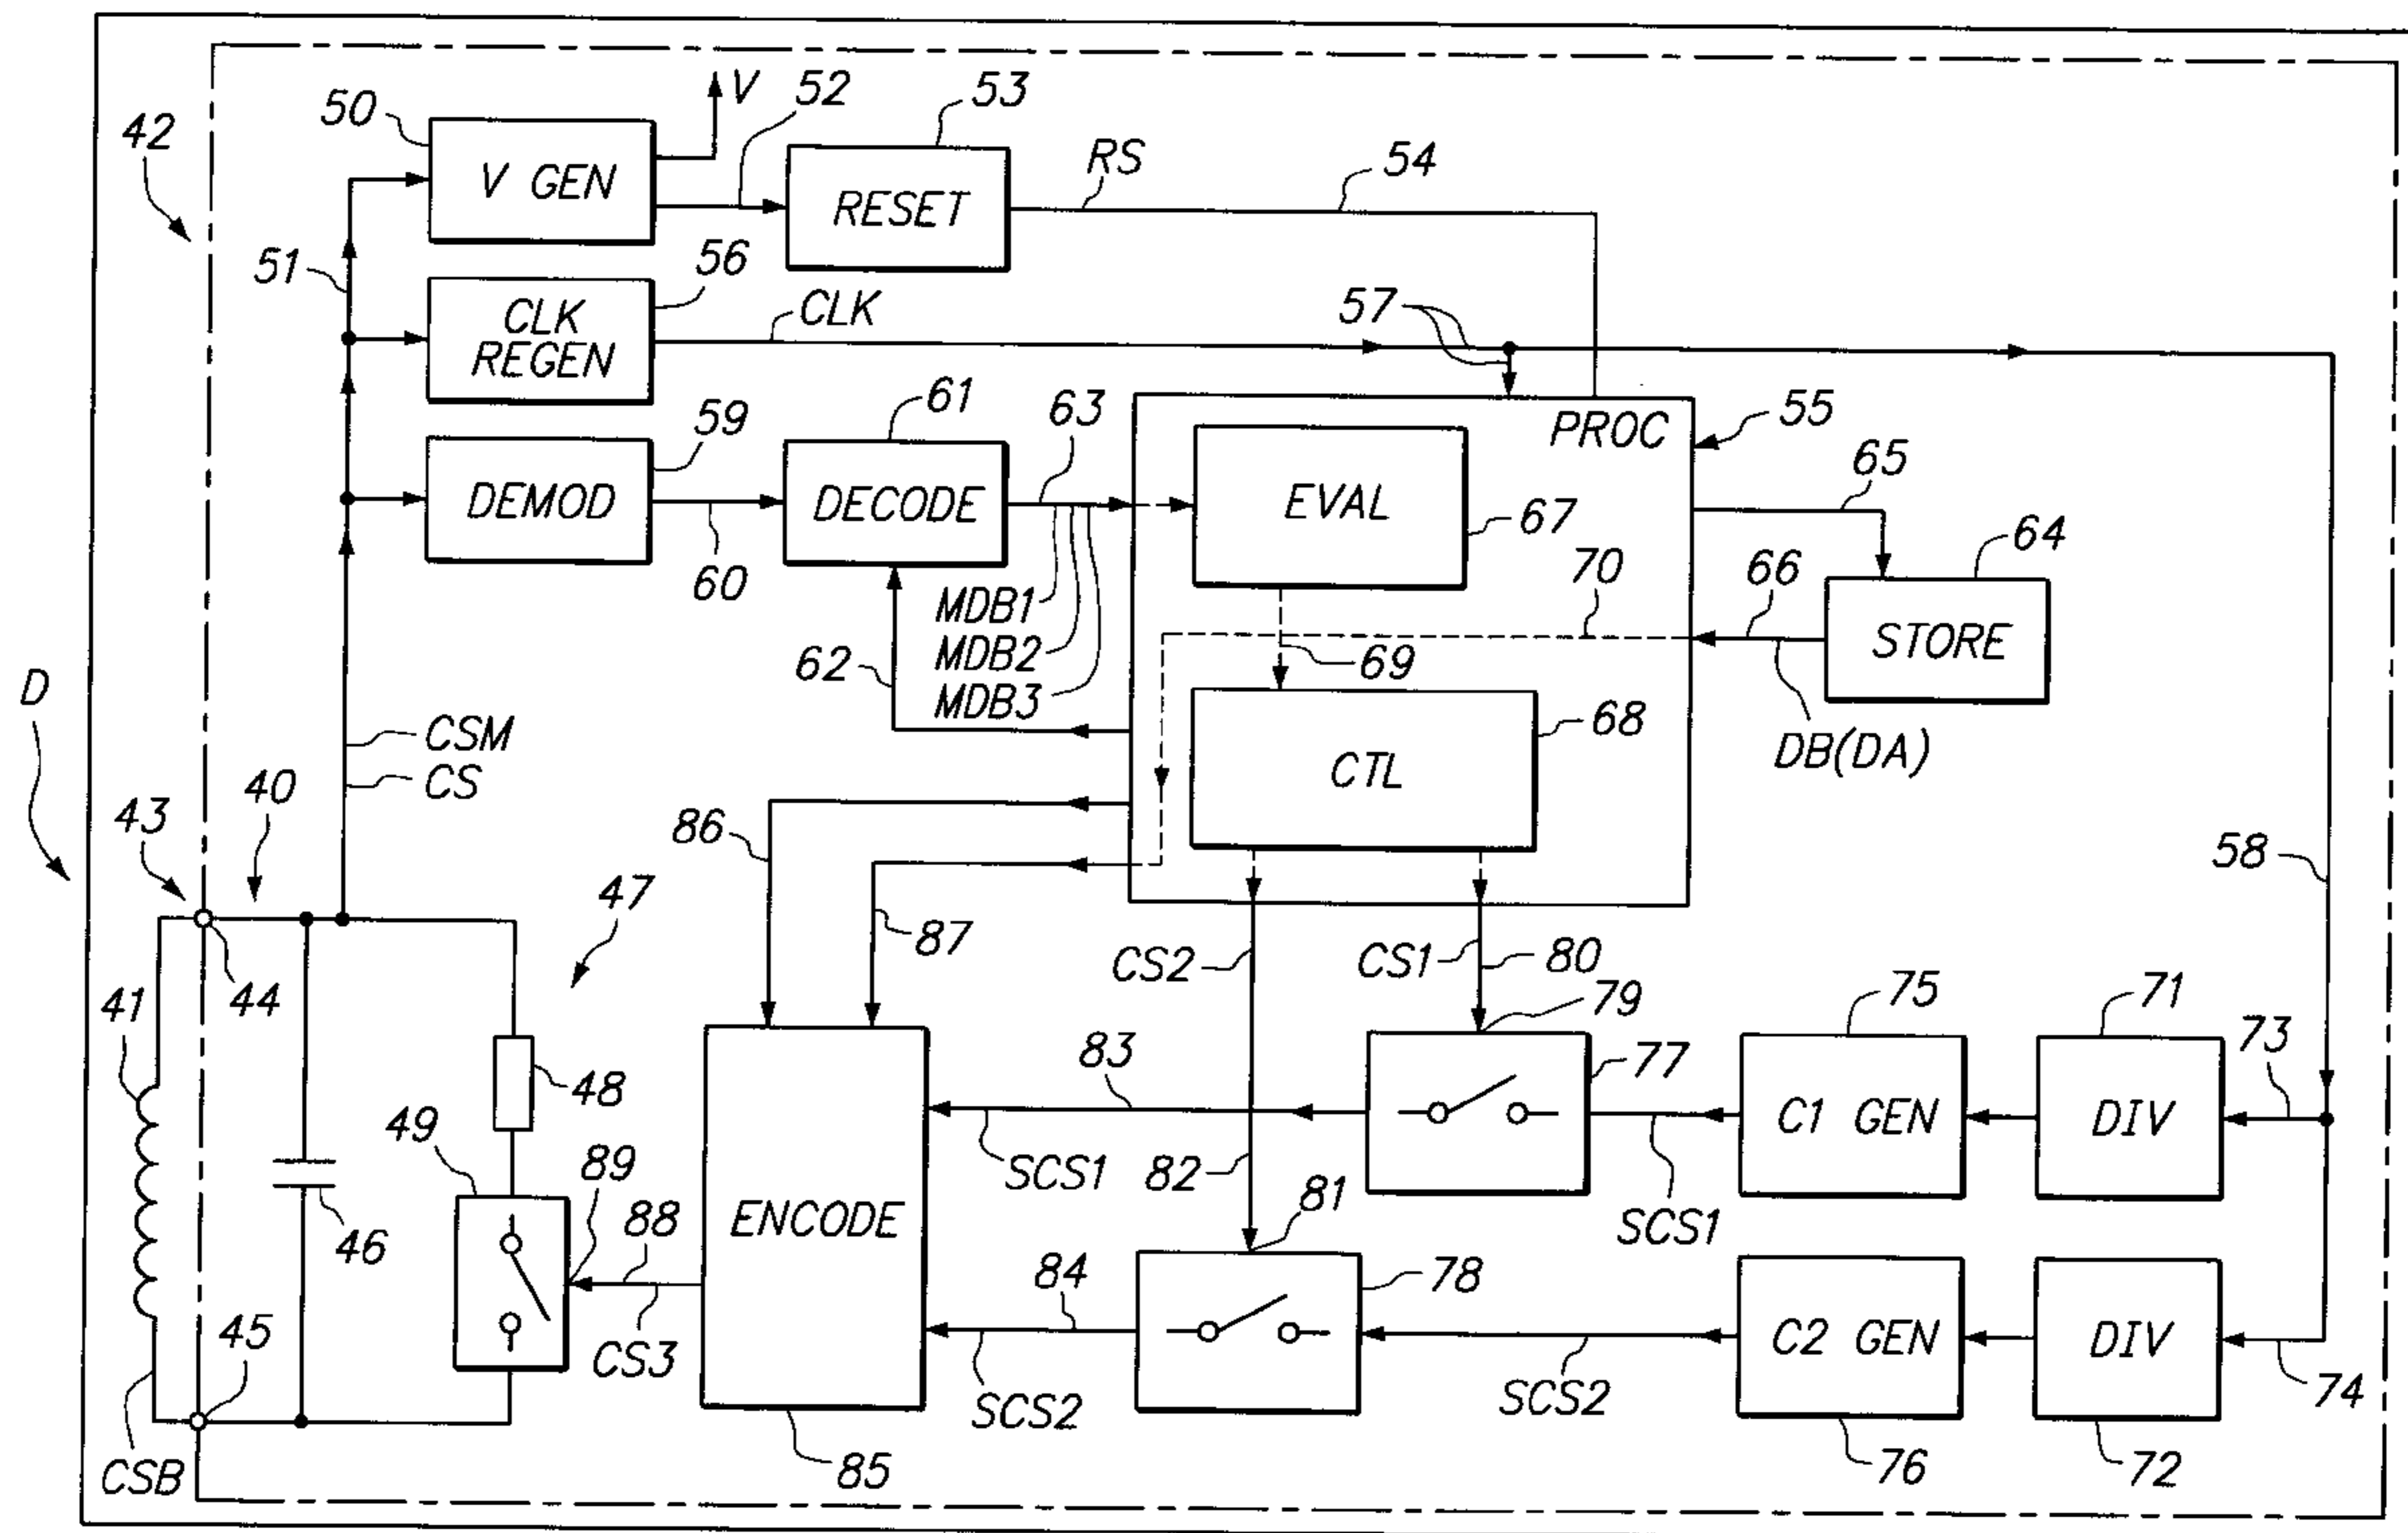 V
52
53
50
42
V GEN
RS
54
RESET
51
56
CLK
REGEN
CLK
57
61
63
55
59
PROC
65
DEMOD
DECODE
EVAL
67
64
60
MDB1
70
66
62
MDB2
69
STORE
D
MDB3
68
CSM
CS
CTL
DB(DA)
43
40
86
58
47
87
CS2
CS1
80
44
79
75
71
41
83
73
48
77
C1 GEN
DIV
49
89
SCS1
82
81
SCS1
46
88
ENCODE
84
78
45
C2 GEN
DIV
CS3
SCS2
SCS2
74
CSB
85
76
72